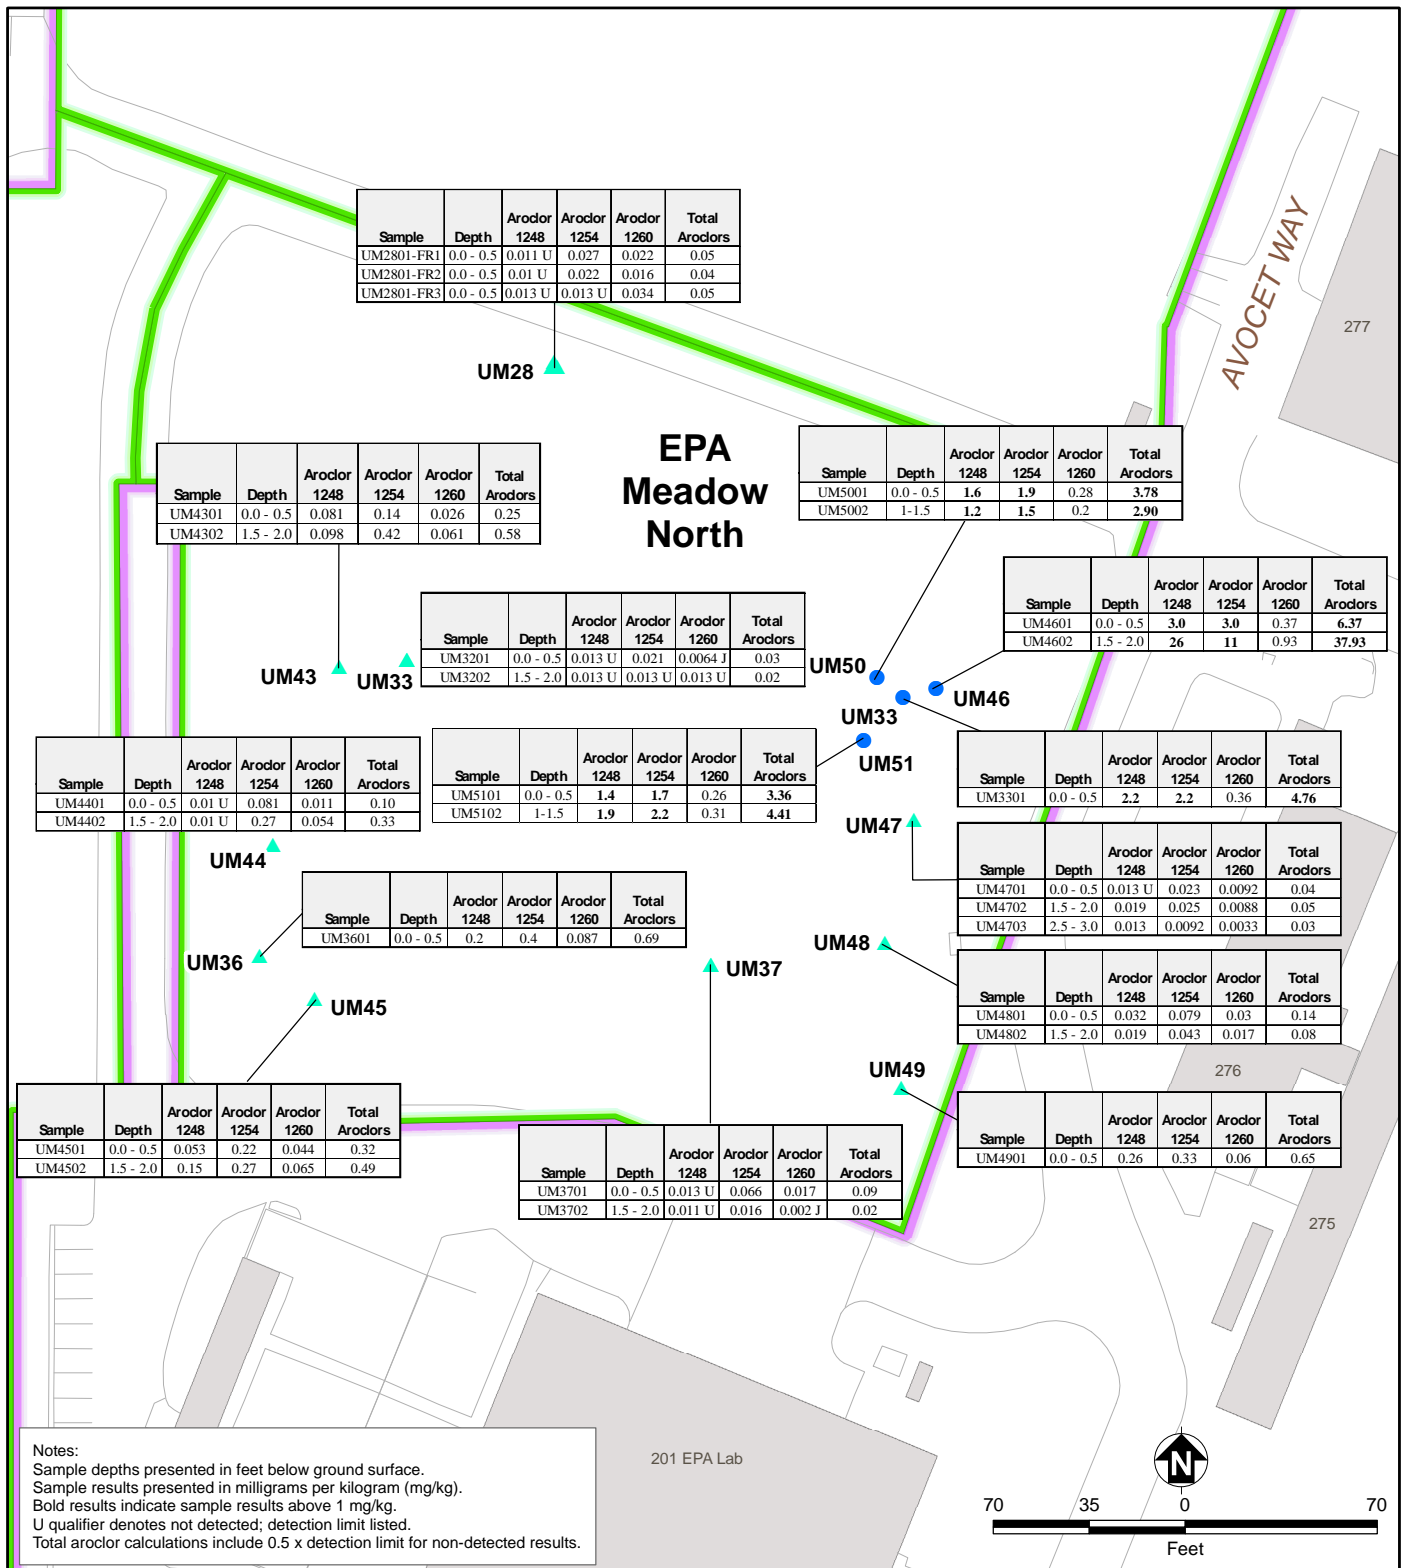 AVOCET WAY
277
Sample Depth Aroclor 1248 Aroclor 1254 Aroclor 1260 Total Aroclors
UM2801-FR1 0.0 - 0.5 0.011 U 0.027 0.022 0.05
UM2801-FR2 0.0 - 0.5 0.01 U 0.022 0.016 0.04
UM2801-FR3 0.0 - 0.5 0.013 U 0.013 U 0.034 0.05
UM28
EPA
Meadow
North
Sample Depth Aroclor 1248 Aroclor 1254 Aroclor 1260 Total Aroclors
UM5001 0.0 - 0.5 1.6 1.9 0.28 3.78
UM5002 1-1.5 1.2 1.5 0.2 2.90
Sample Depth Aroclor 1248 Aroclor 1254 Aroclor 1260 Total Aroclors
UM4301 0.0 - 0.5 0.081 0.14 0.026 0.25
UM4302 1.5 - 2.0 0.098 0.42 0.061 0.58
Sample Depth Aroclor 1248 Aroclor 1254 Aroclor 1260 Total Aroclors
UM4601 0.0 - 0.5 3.0 3.0 0.37 6.37
UM4602 1.5 - 2.0 26 11 0.93 37.93
Sample Depth Aroclor 1248 Aroclor 1254 Aroclor 1260 Total Aroclors
UM3201 0.0 - 0.5 0.013 U 0.021 0.0064 J 0.03
UM3202 1.5 - 2.0 0.013 U 0.013 U 0.013 U 0.02
UM43
UM33
UM50
UM46
UM33
UM51
Sample Depth Aroclor 1248 Aroclor 1254 Aroclor 1260 Total Aroclors
UM4401 0.0 - 0.5 0.01 U 0.081 0.011 0.10
UM4402 1.5 - 2.0 0.01 U 0.27 0.054 0.33
UM44
Sample Depth Aroclor 1248 Aroclor 1254 Aroclor 1260 Total Aroclors
UM5101 0.0 - 0.5 1.4 1.7 0.26 3.36
UM5102 1-1.5 1.9 2.2 0.31 4.41
Sample Depth Aroclor 1248 Aroclor 1254 Aroclor 1260 Total Aroclors
UM3301 0.0 - 0.5 2.2 2.2 0.36 4.76
UM47
Sample Depth Aroclor 1248 Aroclor 1254 Aroclor 1260 Total Aroclors
UM4701 0.0 - 0.5 0.013 U 0.023 0.0092 0.04
UM4702 1.5 - 2.0 0.019 0.025 0.0088 0.05
UM4703 2.5 - 3.0 0.013 0.0092 0.0033 0.03
Sample Depth Aroclor 1248 Aroclor 1254 Aroclor 1260 Total Aroclors
UM3601 0.0 - 0.5 0.2 0.4 0.087 0.69
UM36
UM45
UM37
UM48
Sample Depth Aroclor 1248 Aroclor 1254 Aroclor 1260 Total Aroclors
UM4801 0.0 - 0.5 0.032 0.079 0.03 0.14
UM4802 1.5 - 2.0 0.019 0.043 0.017 0.08
276
UM49
Sample Depth Aroclor 1248 Aroclor 1254 Aroclor 1260 Total Aroclors
UM4901 0.0 - 0.5 0.26 0.33 0.06 0.65
Sample Depth Aroclor 1248 Aroclor 1254 Aroclor 1260 Total Aroclors
UM4501 0.0 - 0.5 0.053 0.22 0.044 0.32
UM4502 1.5 - 2.0 0.15 0.27 0.065 0.49
Sample Depth Aroclor 1248 Aroclor 1254 Aroclor 1260 Total Aroclors
UM3701 0.0 - 0.5 0.013 U 0.066 0.017 0.09
UM3702 1.5 - 2.0 0.011 U 0.016 0.002 J 0.02
275
201 EPA Lab
Notes:
Sample depths presented in feet below ground surface.
Sample results presented in milligrams per kilogram (mg/kg).
Bold results indicate sample results above 1 mg/kg.
U qualifier denotes not detected; detection limit listed.
Total aroclor calculations include 0.5 x detection limit for non-detected results.
N
70 35 0 70
Feet